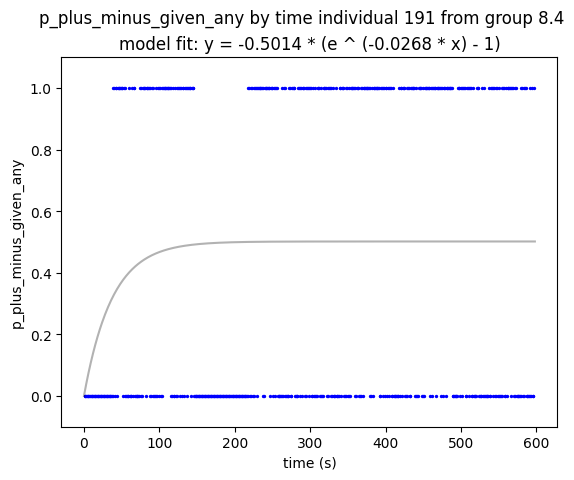 p_plus_minus_given_any by time individual 191 from group 8.4
model fit: y = -0.5014 * (e ^ (-0.0268 * x) - 1)
1.0
0.8
0.6
0.4
0.2
0.0
p_plus_minus_given_any
0 100 200 300 400 500 600
time (s)